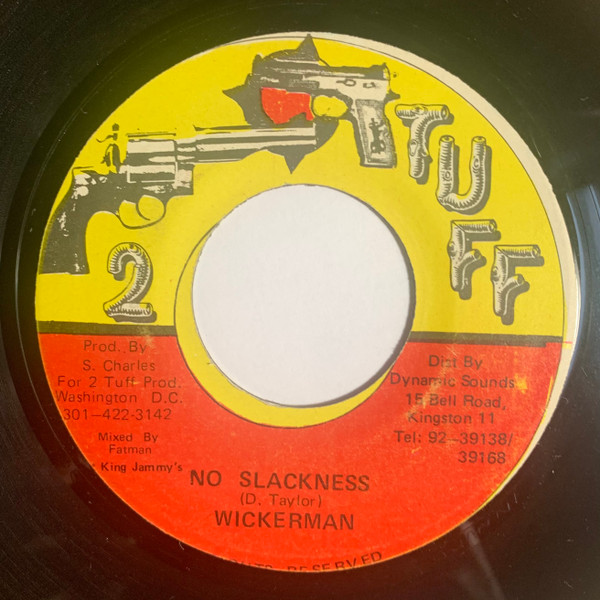 2 TUFF
Prod. By
S. Charles
For 2 Tuff Prod.
Washington D.C.
301-422-3142
Mixed By
Fatman
King Jammy's
Dist By
Dynamic Sounds
15 Bell Road,
Kingston 11
Tel: 92-39138/
39168
NO SLACKNESS
(D. Taylor)
WICKERMAN
RESERVED